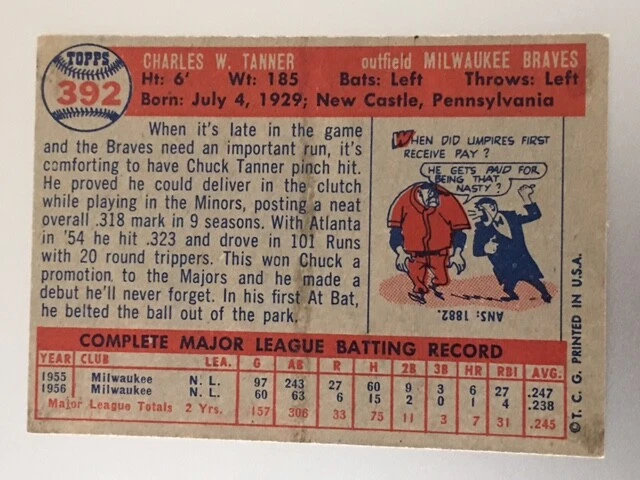 TOPPS
392
CHARLES W. TANNER outfield MILWAUKEE BRAVES
Ht: 6' Wt: 185 Bats: Left Throws: Left
Born: July 4, 1929; New Castle, Pennsylvania
When it's late in the game
and the Braves need an important run, it's
comforting to have Chuck Tanner pinch hit.
He proved he could deliver in the clutch
while playing in the Minors, posting a neat
overall .318 mark in 9 seasons. With Atlanta
in '54 he hit .323 and drove in 101 Runs
with 20 round trippers. This won Chuck a
promotion to the Majors and he made a
debut he'll never forget. In his first At Bat,
he belted the ball out of the park.
WHEN DID UMPIRES FIRST
RECEIVE PAY?
HE GETS PAID FOR
BEING THAT
NASTY?
ANS: 1882.
COMPLETE MAJOR LEAGUE BATTING RECORD
YEAR CLUB LEA. G AB R H 2B 3B HR RBI AVG.
1955 Milwaukee N. L. 97 243 27 60 9 3 6 27 .247
1956 Milwaukee N. L. 60 63 6 15 2 0 1 4 .238
Major League Totals 2 Yrs. 157 306 33 75 11 3 7 31 .245
© T. C. G. PRINTED IN U.S.A.